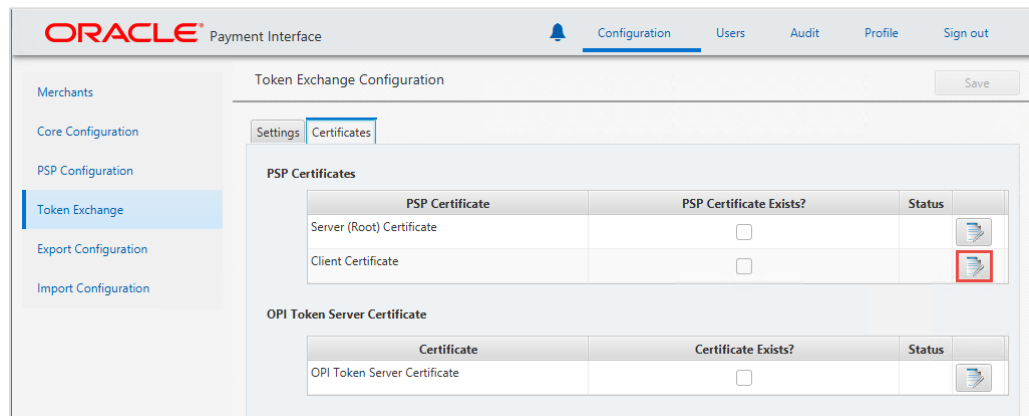 ORACLE® Payment Interface
Configuration Users Audit Profile Sign out
Merchants
Core Configuration
PSP Configuration
Token Exchange
Export Configuration
Import Configuration
Token Exchange Configuration Save
Settings Certificates
PSP Certificates
PSP Certificate PSP Certificate Exists? Status
Server (Root) Certificate
Client Certificate
OPI Token Server Certificate
Certificate Certificate Exists? Status
OPI Token Server Certificate